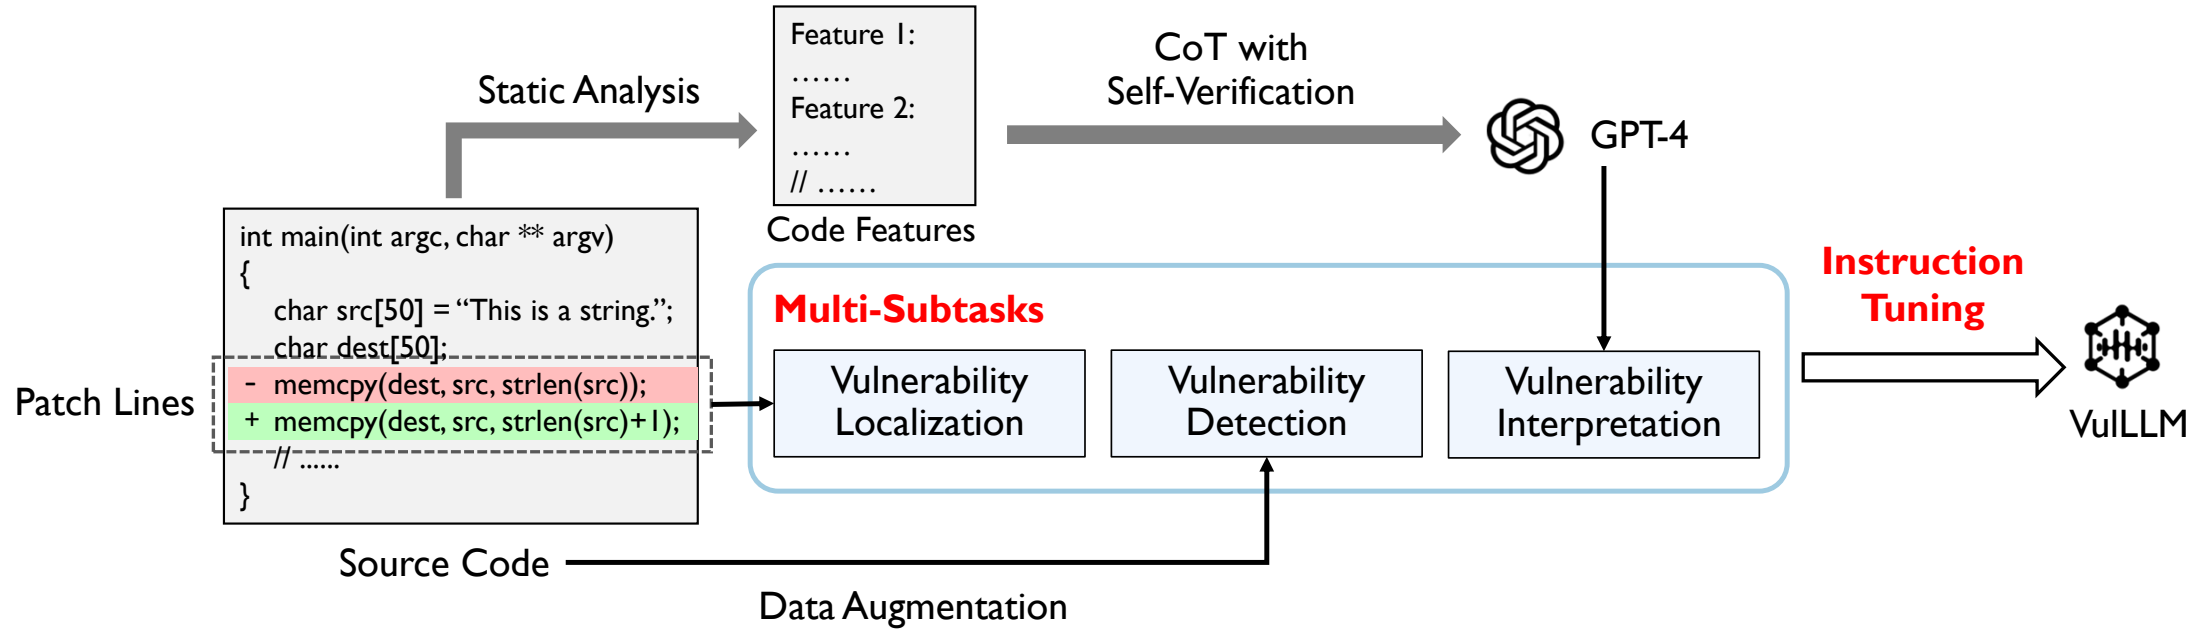 Feature 1:
......
Feature 2:
......
// ......
Code Features
Static Analysis
CoT with
Self-Verification
GPT-4
int main(int argc, char ** argv)
{
char src[50] = “This is a string.”;
char dest[50];
- memcpy(dest, src, strlen(src));
+ memcpy(dest, src, strlen(src)+1);
// ......
}
Patch Lines
Source Code
Data Augmentation
Multi-Subtasks
Vulnerability
Localization
Vulnerability
Detection
Vulnerability
Interpretation
Instruction
Tuning
VulLLM